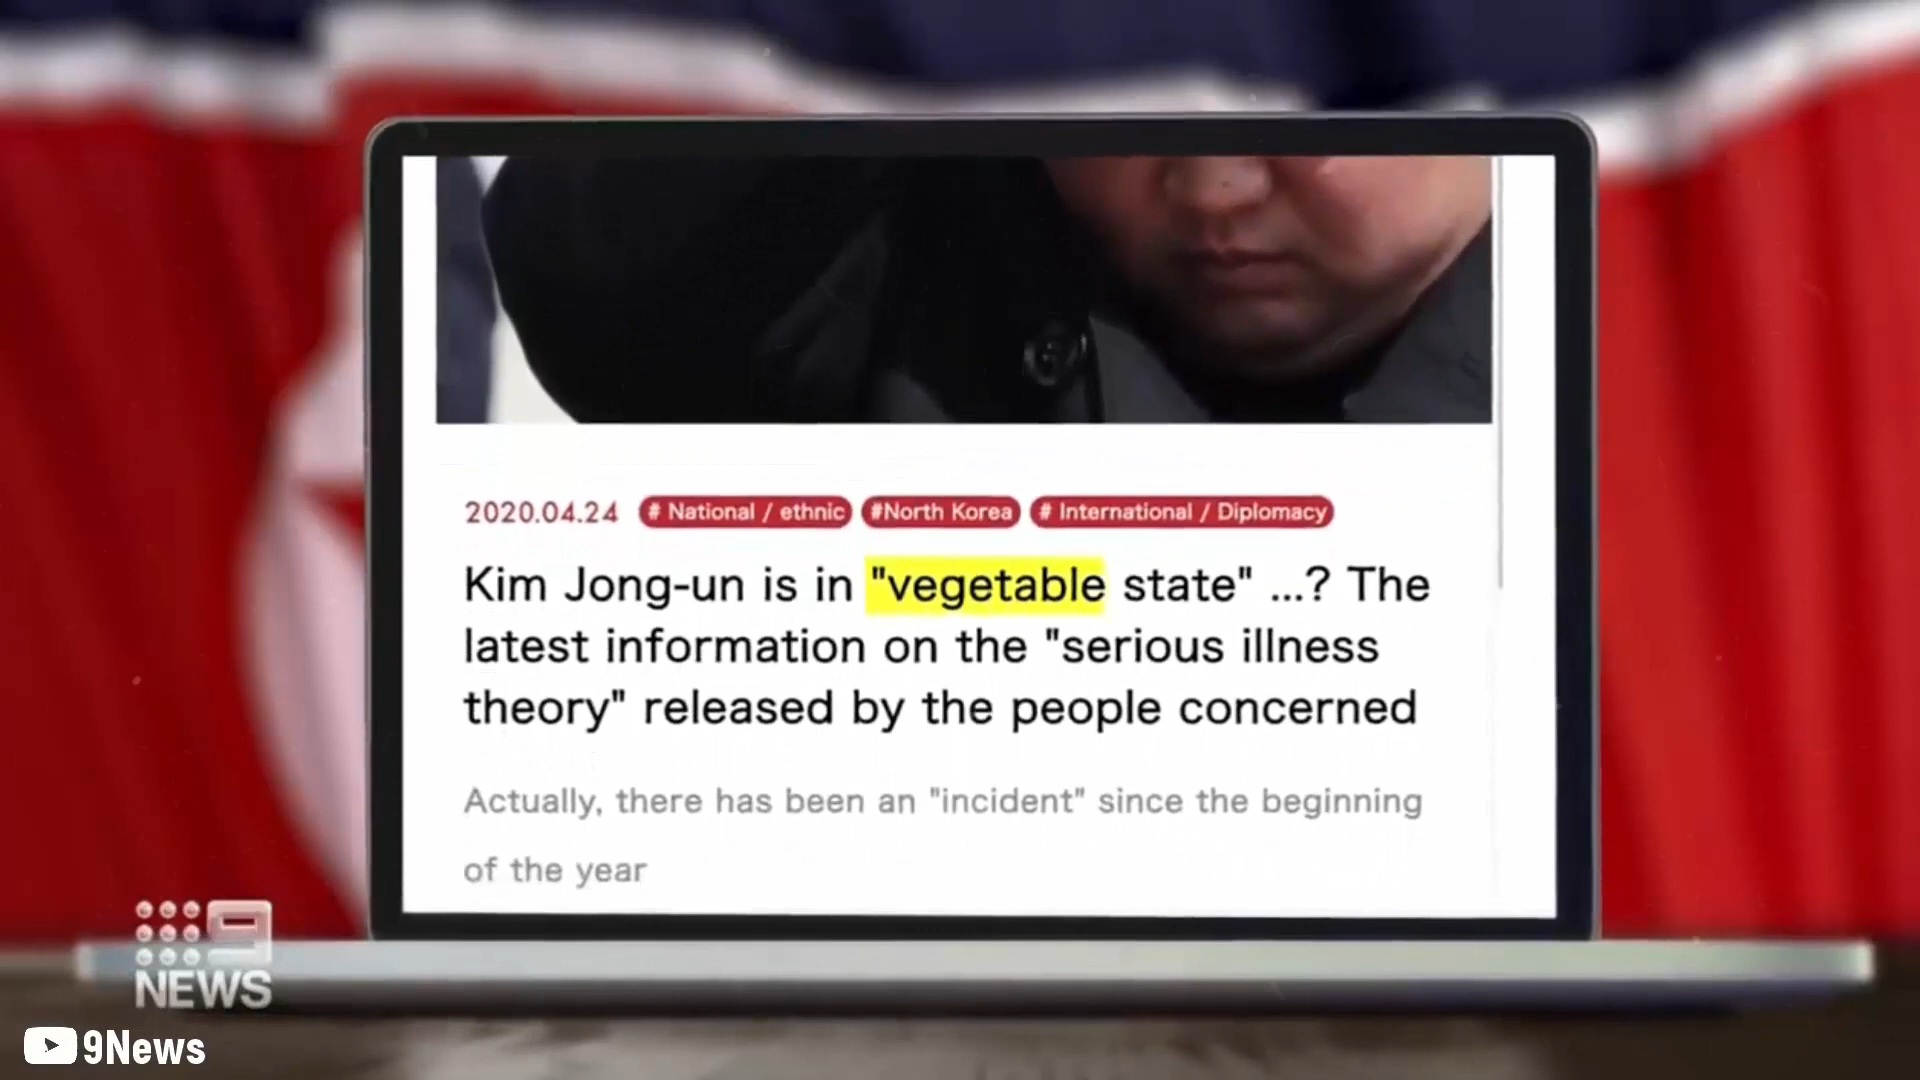 2020.04.24 # National / ethnic #North Korea # International / Diplomacy
Kim Jong-un is in "vegetable state" ...? The
latest information on the "serious illness
theory" released by the people concerned
Actually, there has been an "incident" since the beginning
of the year
9
NEWS
9News